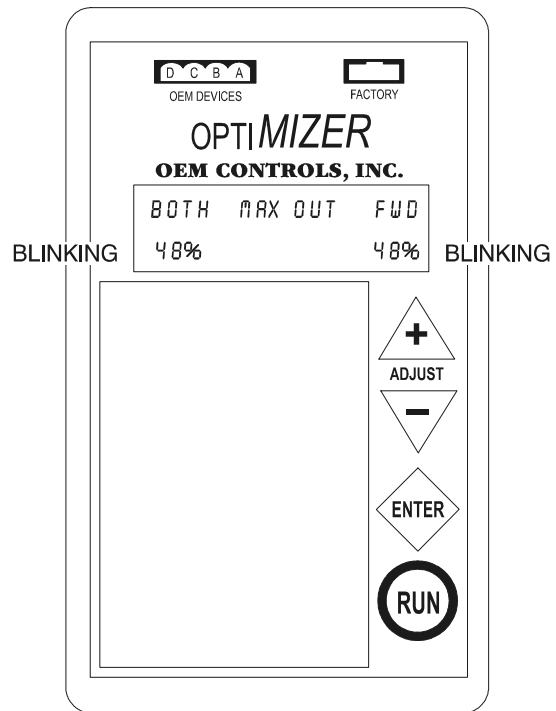 D C B A
OEM DEVICES
FACTORY
OPTIMIZER
OEM CONTROLS, INC.
BOTH MAX OUT FWD
BLINKING 48% 48% BLINKING
+
ADJUST
−
ENTER
RUN